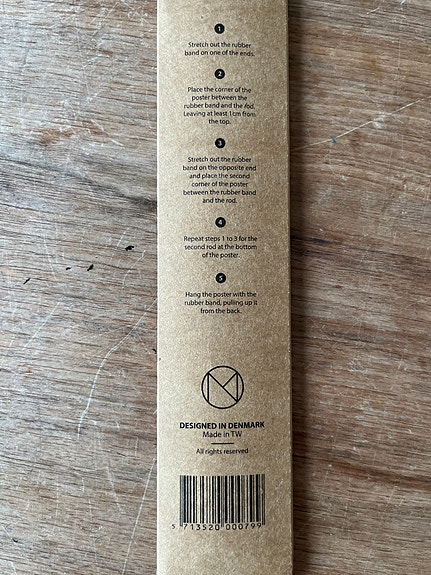 1
Stretch out the rubber
band on one of the ends.
2
Place the corner of the
poster between the
rubber band and the rod.
Leaving at least 1cm from
the top.
3
Stretch out the rubber
band on the opposite end
and place the second
corner of the poster
between the rubber band
and the rod.
4
Repeat steps 1 to 3 for the
second rod at the bottom
of the poster.
5
Hang the poster with the
rubber band, pulling up it
from the back.
DESIGNED IN DENMARK
Made in TW
All rights reserved
5 713520 000799